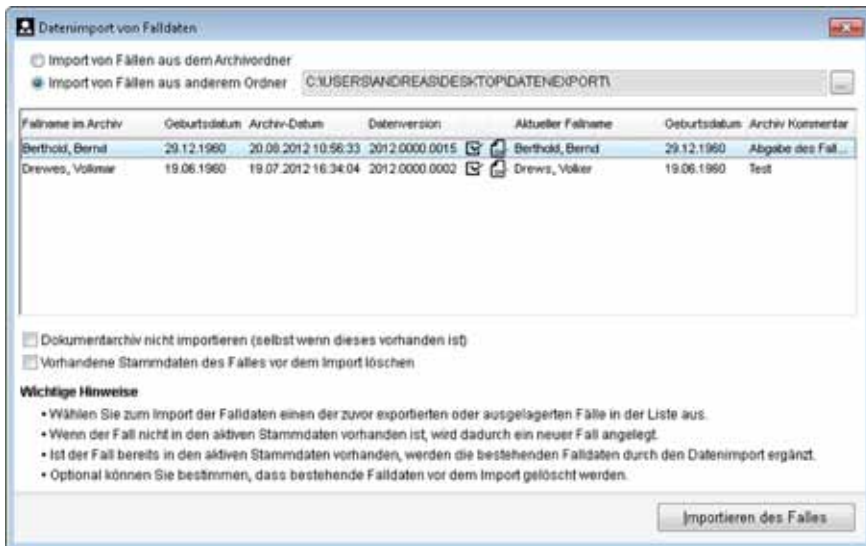 Datenimport von Falldaten
Import von Fällen aus dem Archivordner
Import von Fällen aus anderem Ordner C:\USERS\ANDREAS\DESKTOP\DATENEXPORT\ ...
Fallname im Archiv Geburtsdatum Archiv-Datum Datenversion Aktueller Fallname Geburtsdatum Archiv Kommentar
Berthold, Bernd 29.12.1960 20.08.2012 10:56:33 2012.0000.0015 Berthold, Bernd 29.12.1960 Abgabe des Fall...
Drewes, Volkmar 19.06.1960 19.07.2012 16:34:04 2012.0000.0002 Drews, Volker 19.06.1960 Test
Dokumentarchiv nicht importieren (selbst wenn dieses vorhanden ist)
Vorhandene Stammdaten des Falles vor dem Import löschen
Wichtige Hinweise
• Wählen Sie zum Import der Falldaten einen der zuvor exportierten oder ausgelagerten Fälle in der Liste aus.
• Wenn der Fall nicht in den aktiven Stammdaten vorhanden ist, wird dadurch ein neuer Fall angelegt.
• Ist der Fall bereits in den aktiven Stammdaten vorhanden, werden die bestehenden Falldaten durch den Datenimport ergänzt.
• Optional können Sie bestimmen, dass bestehende Falldaten vor dem Import gelöscht werden.
Importieren des Falles